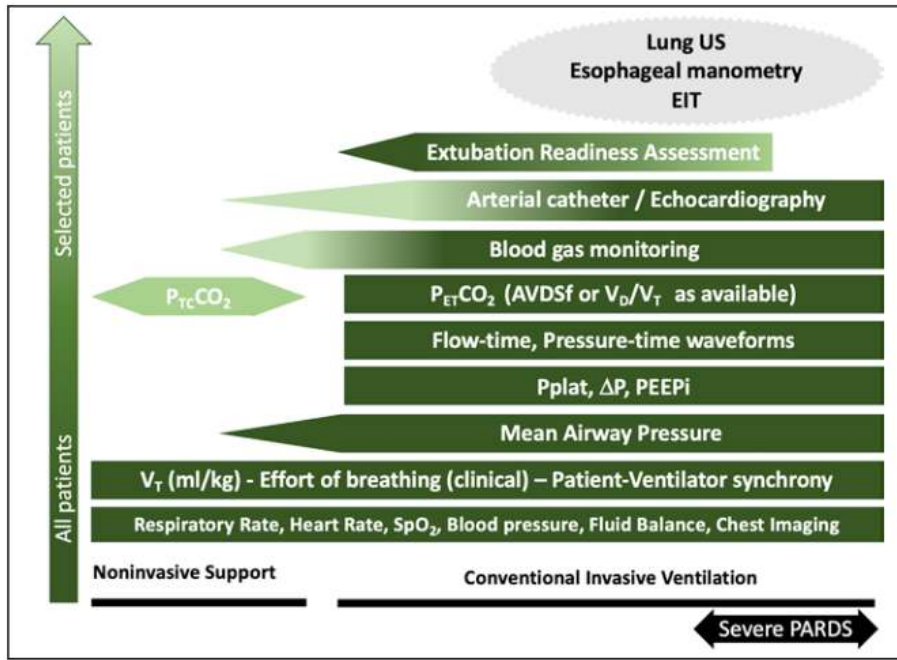 Lung US
Esophageal manometry
EIT
Extubation Readiness Assessment
Arterial catheter / Echocardiography
Blood gas monitoring
PTCCO2
PETCO2 (AVDSf or VD/VT as available)
Flow-time, Pressure-time waveforms
Pplat, ΔP, PEEPi
Mean Airway Pressure
VT (ml/kg) - Effort of breathing (clinical) – Patient-Ventilator synchrony
Respiratory Rate, Heart Rate, SpO2, Blood pressure, Fluid Balance, Chest Imaging
Selected patients
All patients
Noninvasive Support
Conventional Invasive Ventilation
Severe PARDS